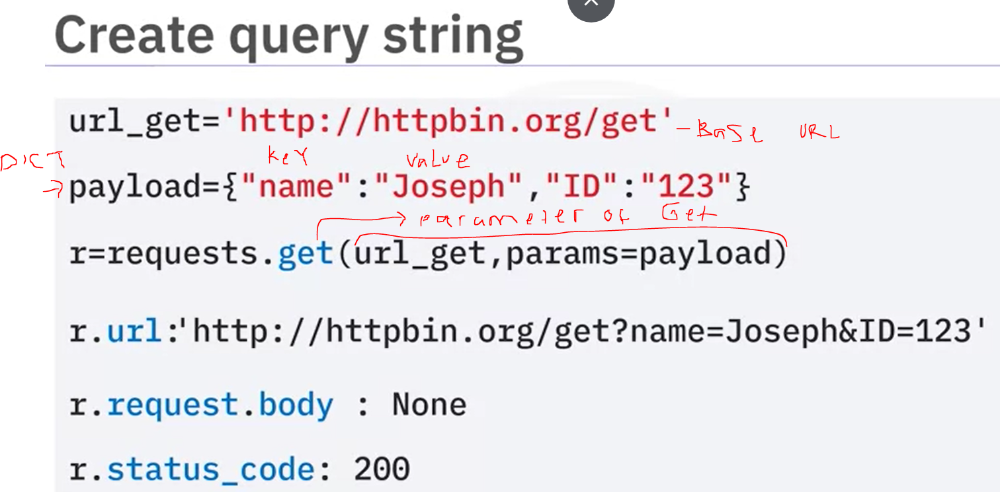 Create query string
url_get='http://httpbin.org/get' - Base URL
DICT key value
→ payload={"name":"Joseph","ID":"123"}
→ parameter of Get
r=requests.get(url_get,params=payload)
r.url:'http://httpbin.org/get?name=Joseph&ID=123'
r.request.body : None
r.status_code: 200